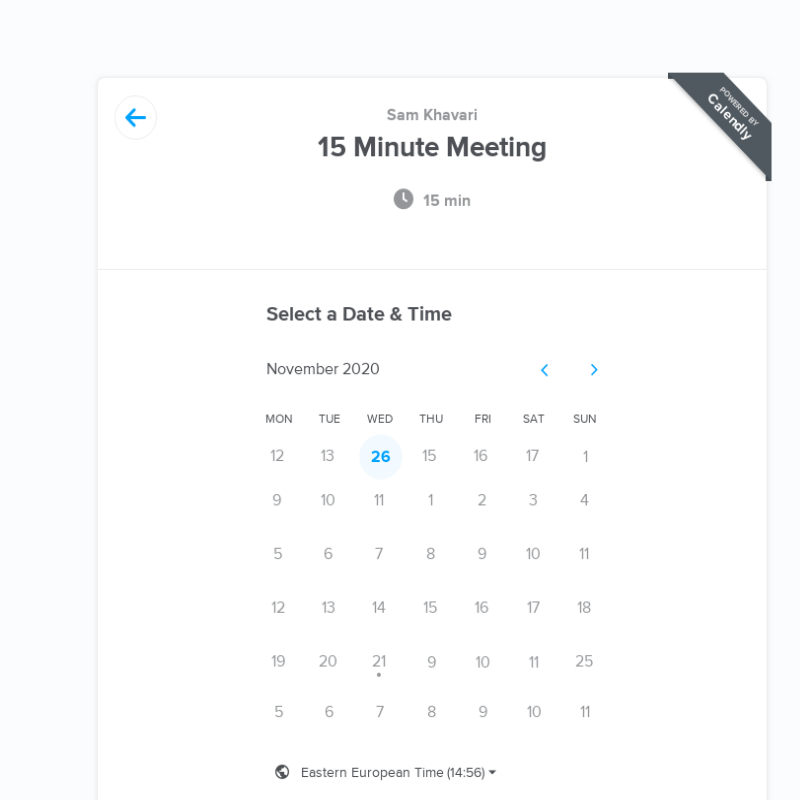 POWERED BY
Calendly
Sam Khavari
15 Minute Meeting
15 min
Select a Date & Time
November 2020
MON TUE WED THU FRI SAT SUN
12 13 26 15 16 17 1
9 10 11 1 2 3 4
5 6 7 8 9 10 11
12 13 14 15 16 17 18
19 20 21 9 10 11 25
5 6 7 8 9 10 11
Eastern European Time (14:56)